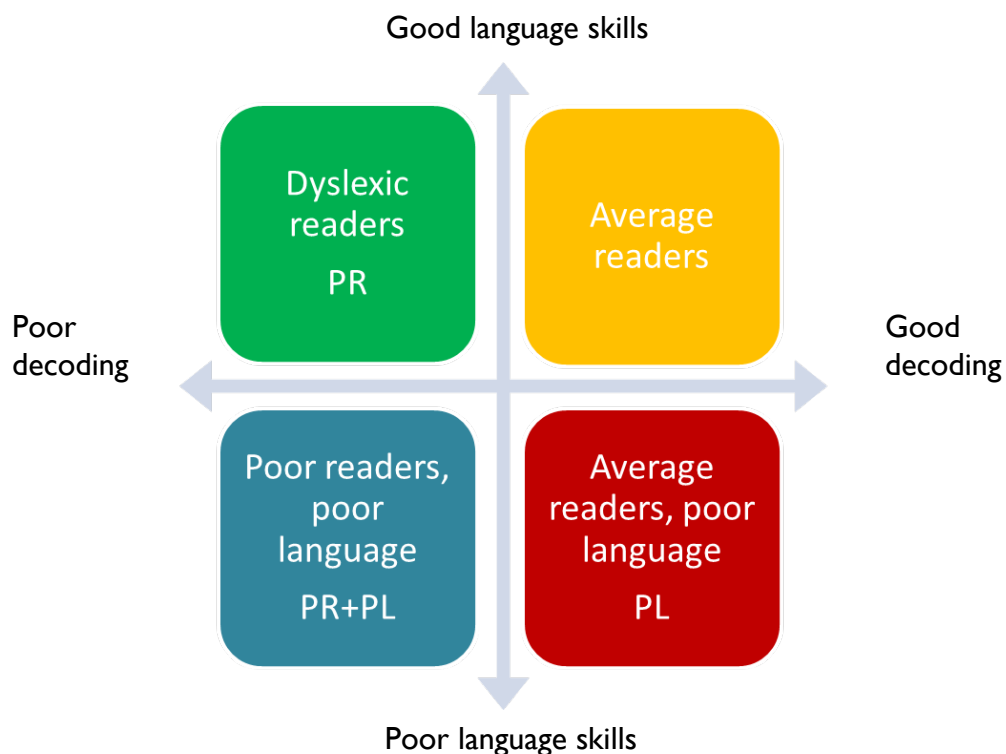 Good language skills
Dyslexic
readers
PR
Average
readers
Poor
decoding
Good
decoding
Poor readers,
poor
language
PR+PL
Average
readers, poor
language
PL
Poor language skills